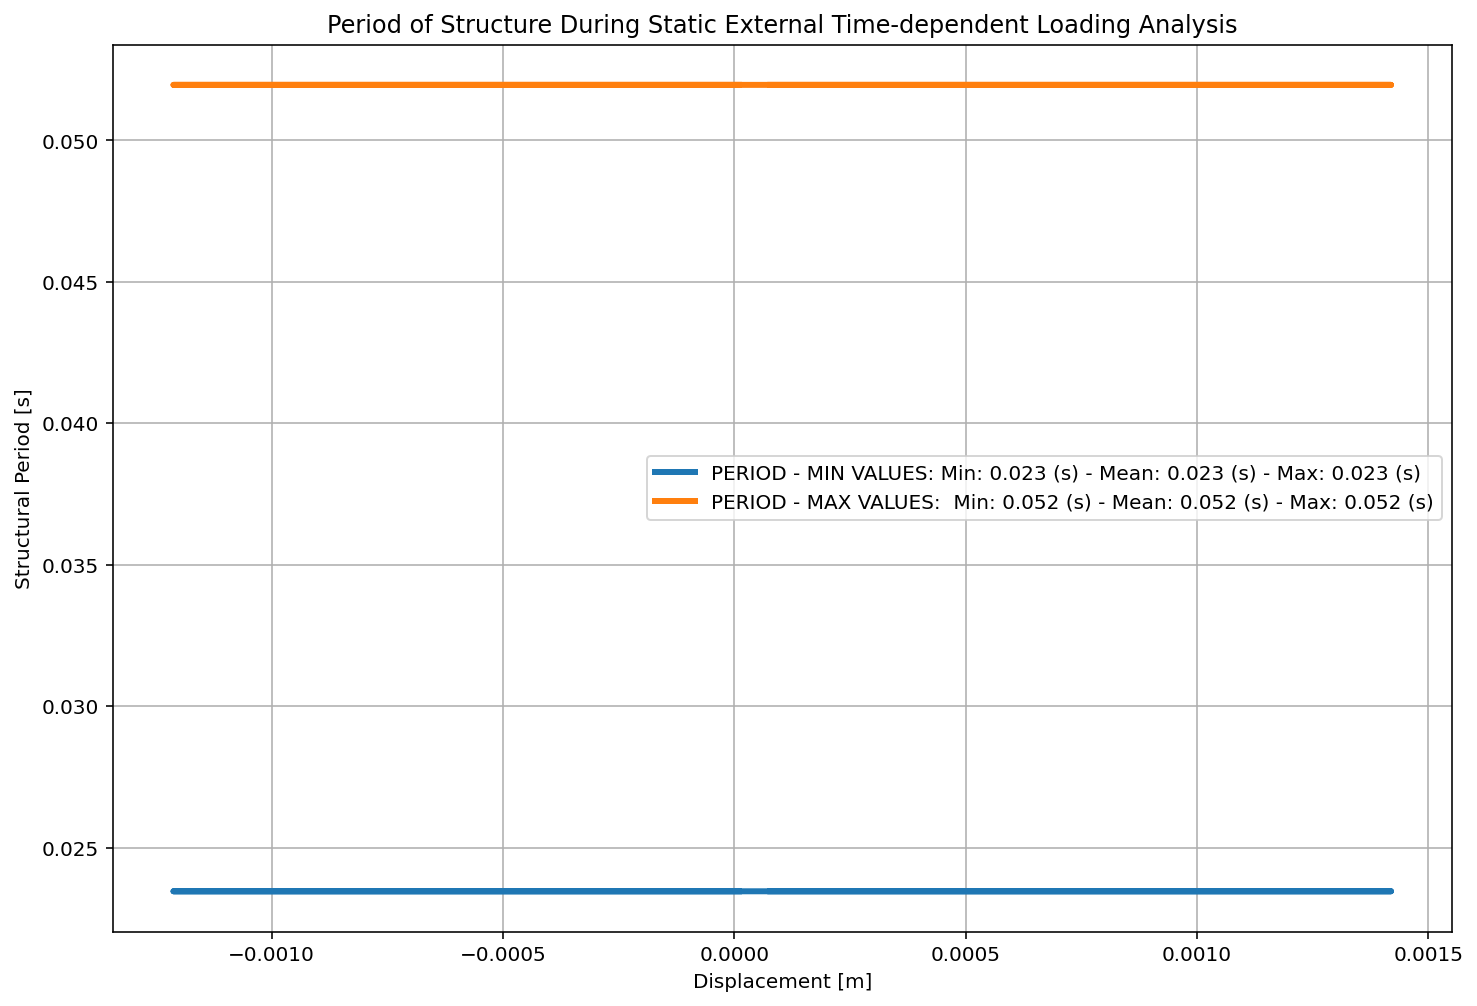 Period of Structure During Static External Time-dependent Loading Analysis
Structural Period [s]
0.050
0.045
0.040
0.035
0.030
0.025
PERIOD - MIN VALUES: Min: 0.023 (s) - Mean: 0.023 (s) - Max: 0.023 (s)
PERIOD - MAX VALUES:  Min: 0.052 (s) - Mean: 0.052 (s) - Max: 0.052 (s)
−0.0010 −0.0005 0.0000 0.0005 0.0010 0.0015
Displacement [m]